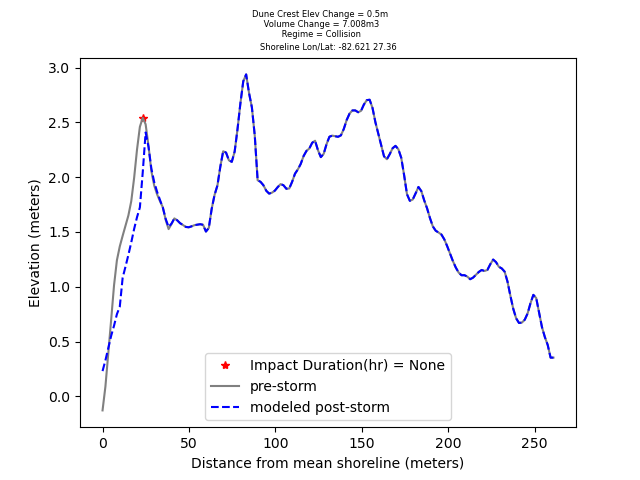 Dune Crest Elev Change = 0.5m
Volume Change = 7.008m3
Regime = Collision
Shoreline Lon/Lat: -82.621 27.36
3.0
2.5
2.0
1.5
1.0
0.5
0.0
Elevation (meters)
Impact Duration(hr) = None
pre-storm
modeled post-storm
0 50 100 150 200 250
Distance from mean shoreline (meters)